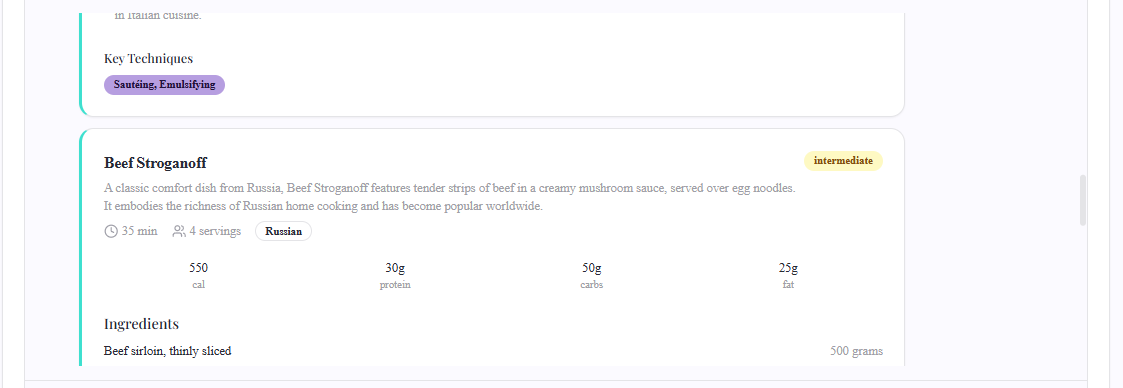 in Italian cuisine.
Key Techniques
Sautéing, Emulsifying
Beef Stroganoff
intermediate
A classic comfort dish from Russia, Beef Stroganoff features tender strips of beef in a creamy mushroom sauce, served over egg noodles.
It embodies the richness of Russian home cooking and has become popular worldwide.
35 min 4 servings Russian
550 30g 50g 25g
cal protein carbs fat
Ingredients
Beef sirloin, thinly sliced 500 grams